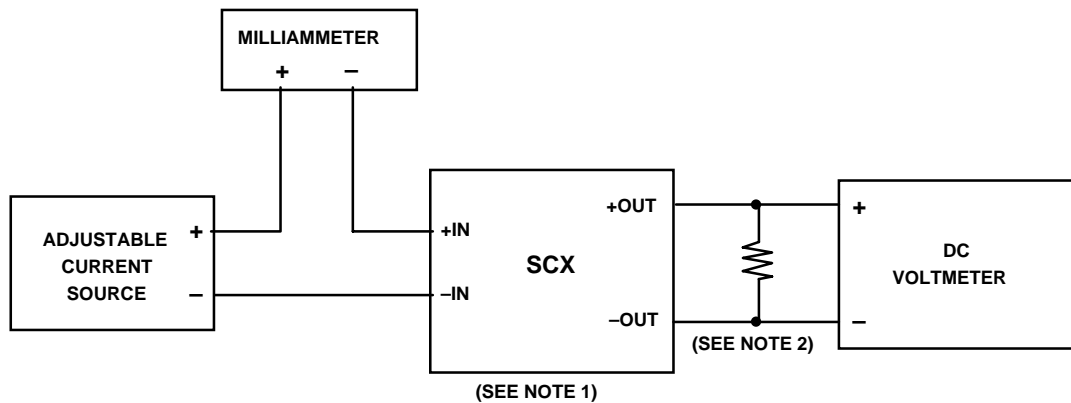 MILLIAMMETER
+ –
ADJUSTABLE
CURRENT
SOURCE
+
–
+IN
–IN
SCX
+OUT
–OUT
(SEE NOTE 1)
(SEE NOTE 2)
+
–
DC
VOLTMETER